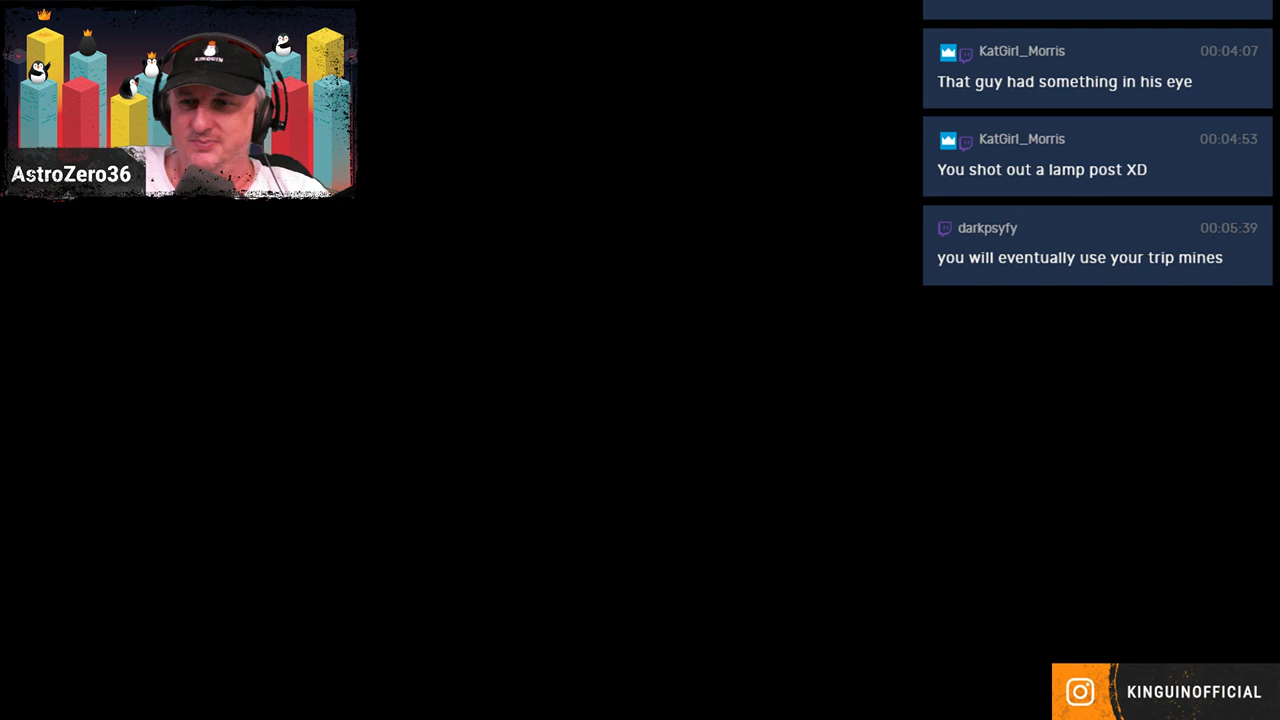 KINGUIN
AstroZero36
KatGirl_Morris 00:04:07
That guy had something in his eye
KatGirl_Morris 00:04:53
You shot out a lamp post XD
darkpsyfy 00:05:39
you will eventually use your trip mines
KINGUINOFFICIAL